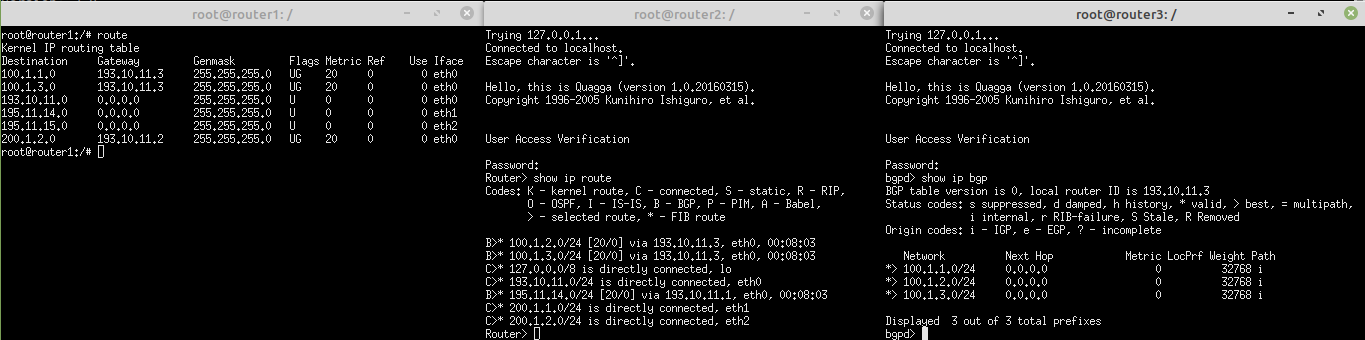 root@router1: /
root@router1:/# route
Kernel IP routing table
Destination     Gateway         Genmask         Flags Metric Ref    Use Iface
100.1.1.0       193.10.11.3     255.255.255.0   UG    20     0        0 eth0
100.1.3.0       193.10.11.3     255.255.255.0   UG    20     0        0 eth0
193.10.11.0     0.0.0.0         255.255.255.0   U     0      0        0 eth0
195.11.14.0     0.0.0.0         255.255.255.0   U     0      0        0 eth1
195.11.15.0     0.0.0.0         255.255.255.0   U     0      0        0 eth2
200.1.2.0       193.10.11.2     255.255.255.0   UG    20     0        0 eth0
root@router1:/#
root@router2: /
Trying 127.0.0.1...
Connected to localhost.
Escape character is '^]'.
Hello, this is Quagga (version 1.0.20160315).
Copyright 1996-2005 Kunihiro Ishiguro, et al.
User Access Verification
Password:
Router> show ip route
Codes: K - kernel route, C - connected, S - static, R - RIP,
O - OSPF, I - IS-IS, B - BGP, P - PIM, A - Babel,
> - selected route, * - FIB route
B>* 100.1.2.0/24 [20/0] via 193.10.11.3, eth0, 00:08:03
B>* 100.1.3.0/24 [20/0] via 193.10.11.3, eth0, 00:08:03
C>* 127.0.0.0/8 is directly connected, lo
C>* 193.10.11.0/24 is directly connected, eth0
B>* 195.11.14.0/24 [20/0] via 193.10.11.1, eth0, 00:08:03
C>* 200.1.1.0/24 is directly connected, eth1
C>* 200.1.2.0/24 is directly connected, eth2
Router>
root@router3: /
Trying 127.0.0.1...
Connected to localhost.
Escape character is '^]'.
Hello, this is Quagga (version 1.0.20160315).
Copyright 1996-2005 Kunihiro Ishiguro, et al.
User Access Verification
Password:
bgpd> show ip bgp
BGP table version is 0, local router ID is 193.10.11.3
Status codes: s suppressed, d damped, h history, * valid, > best, = multipath,
i internal, r RIB-failure, S Stale, R Removed
Origin codes: i - IGP, e - EGP, ? - incomplete
Network          Next Hop            Metric LocPrf Weight Path
*> 100.1.1.0/24     0.0.0.0                  0         32768 i
*> 100.1.2.0/24     0.0.0.0                  0         32768 i
*> 100.1.3.0/24     0.0.0.0                  0         32768 i
Displayed  3 out of 3 total prefixes
bgpd>